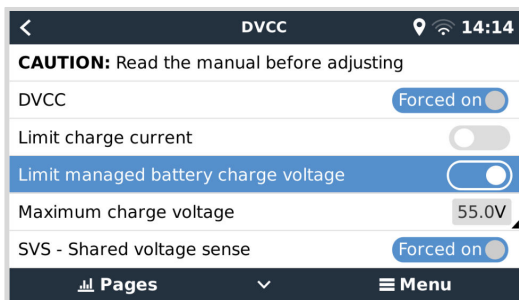 DVCC 14:14
CAUTION: Read the manual before adjusting
DVCC Forced on
Limit charge current
Limit managed battery charge voltage
Maximum charge voltage 55.0V
SVS - Shared voltage sense Forced on
Pages Menu